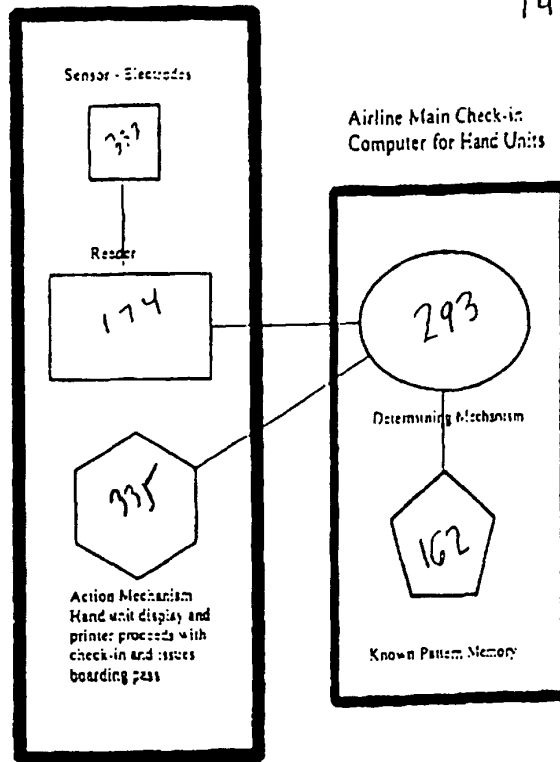 Sensor - Electrodes
Reader
174
335
Action Mechanism
Hand unit display and
printer proceeds with
check-in and issues
boarding pass
Airline Main Check-in
Computer for Hand Units
293
Determining Mechanism
162
Known Pattern Memory